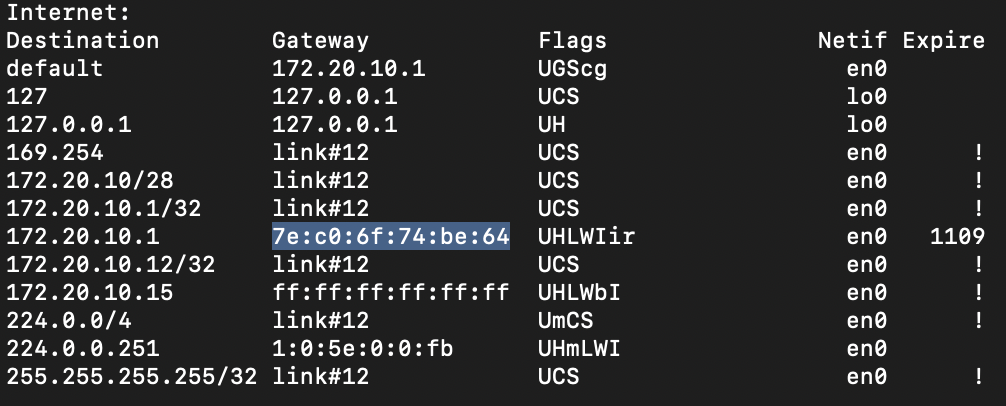 Internet:
Destination Gateway Flags Netif Expire
default 172.20.10.1 UGScg en0
127 127.0.0.1 UCS lo0
127.0.0.1 127.0.0.1 UH lo0
169.254 link#12 UCS en0 !
172.20.10/28 link#12 UCS en0 !
172.20.10.1/32 link#12 UCS en0 !
172.20.10.1 7e:c0:6f:74:be:64 UHLWIir en0 1109
172.20.10.12/32 link#12 UCS en0 !
172.20.10.15 ff:ff:ff:ff:ff:ff UHLWbI en0 !
224.0.0/4 link#12 UmCS en0 !
224.0.0.251 1:0:5e:0:0:fb UHmLWI en0
255.255.255.255/32 link#12 UCS en0 !